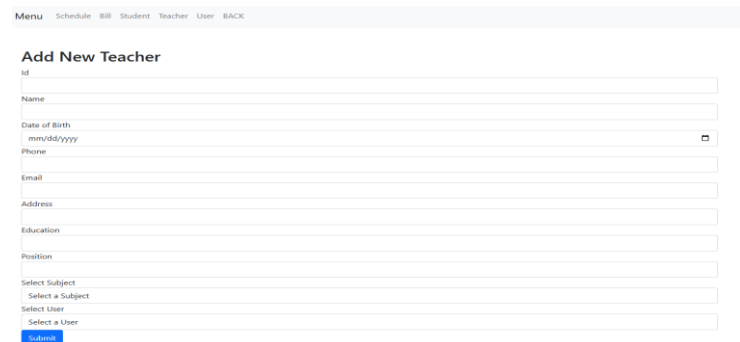 Menu Schedule Bill Student Teacher User BACK
Add New Teacher
Id
Name
Date of Birth
mm/dd/yyyy
Phone
Email
Address
Education
Position
Select Subject
Select a Subject
Select User
Select a User
Submit